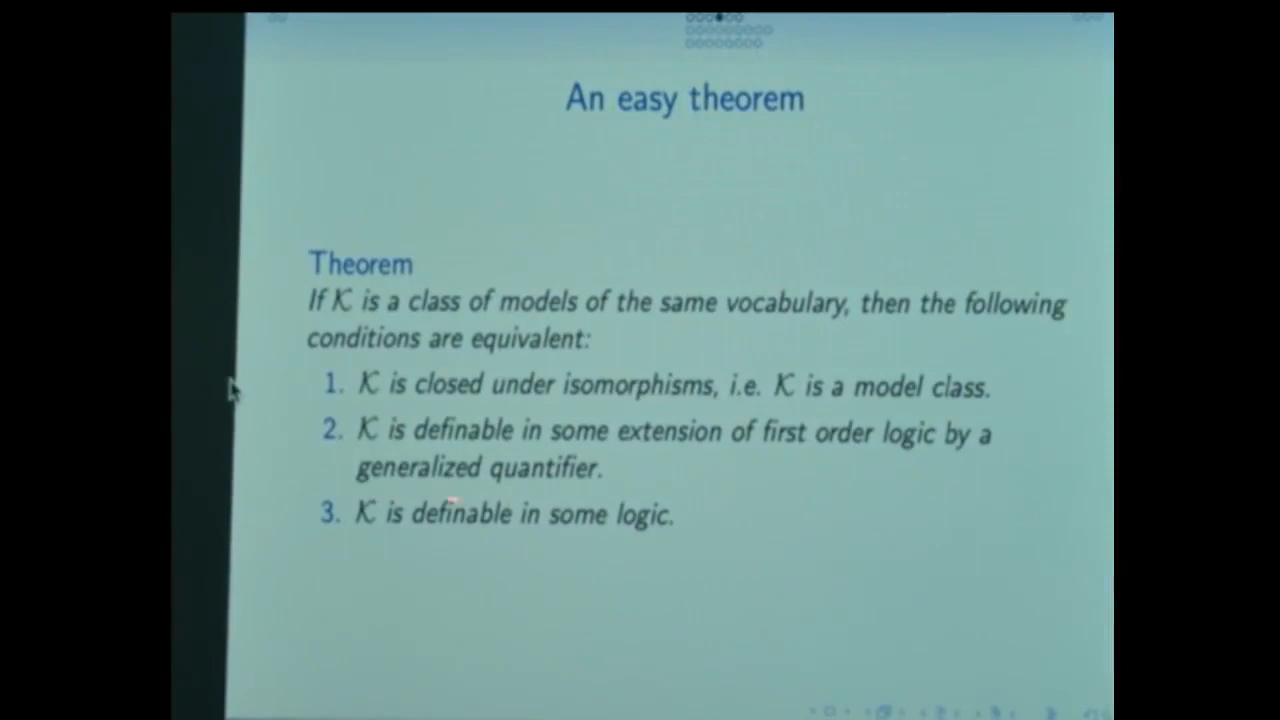 An easy theorem
Theorem
If K is a class of models of the same vocabulary, then the following
conditions are equivalent:
1. K is closed under isomorphisms, i.e. K is a model class.
2. K is definable in some extension of first order logic by a
generalized quantifier.
3. K is definable in some logic.